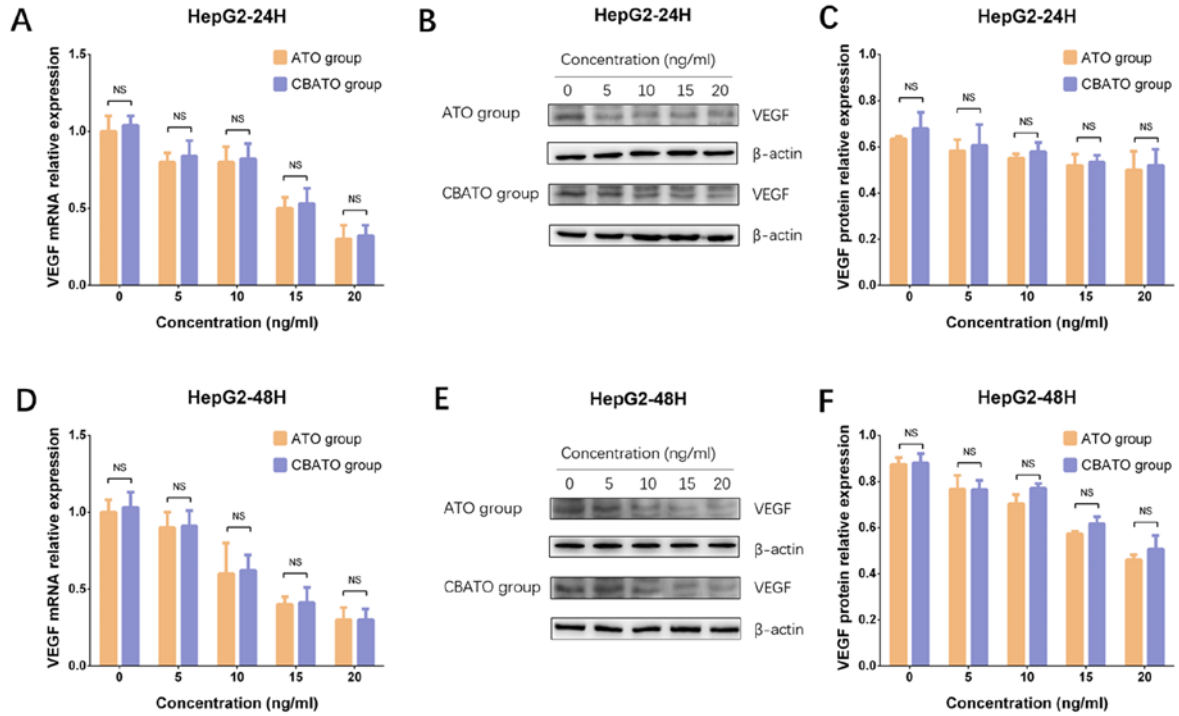 A
HepG2-24H
VEGF mRNA relative expression
1.5
1.0
0.5
0.0
ATO group
CBATO group
NS
NS
NS
NS
NS
0 5 10 15 20
Concentration (ng/ml)
B
HepG2-24H
Concentration (ng/ml)
0 5 10 15 20
ATO group VEGF
β-actin
CBATO group VEGF
β-actin
C
HepG2-24H
VEGF protein relative expression
1.0
0.8
0.6
0.4
0.2
0.0
ATO group
CBATO group
NS
NS
NS
NS
NS
0 5 10 15 20
Concentration (ng/ml)
D
HepG2-48H
VEGF mRNA relative expression
1.5
1.0
0.5
0.0
ATO group
CBATO group
NS
NS
NS
NS
NS
0 5 10 15 20
Concentration (ng/ml)
E
HepG2-48H
Concentration (ng/ml)
0 5 10 15 20
ATO group VEGF
β-actin
CBATO group VEGF
β-actin
F
HepG2-48H
VEGF protein relative expression
1.0
0.8
0.6
0.4
0.2
0.0
ATO group
CBATO group
NS
NS
NS
NS
NS
0 5 10 15 20
Concentration (ng/ml)